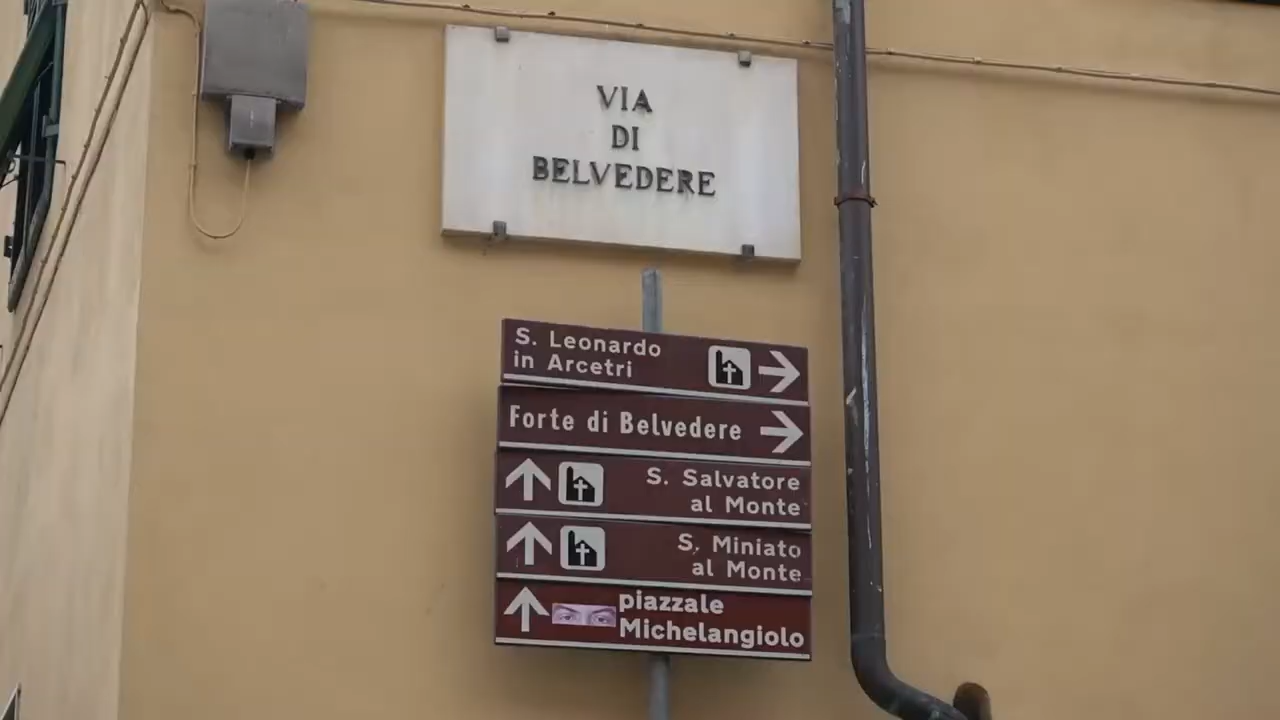 VIA
DI
BELVEDERE
S. Leonardo
in Arcetri
Forte di Belvedere
S. Salvatore
al Monte
S. Miniato
al Monte
piazzale
Michelangiolo